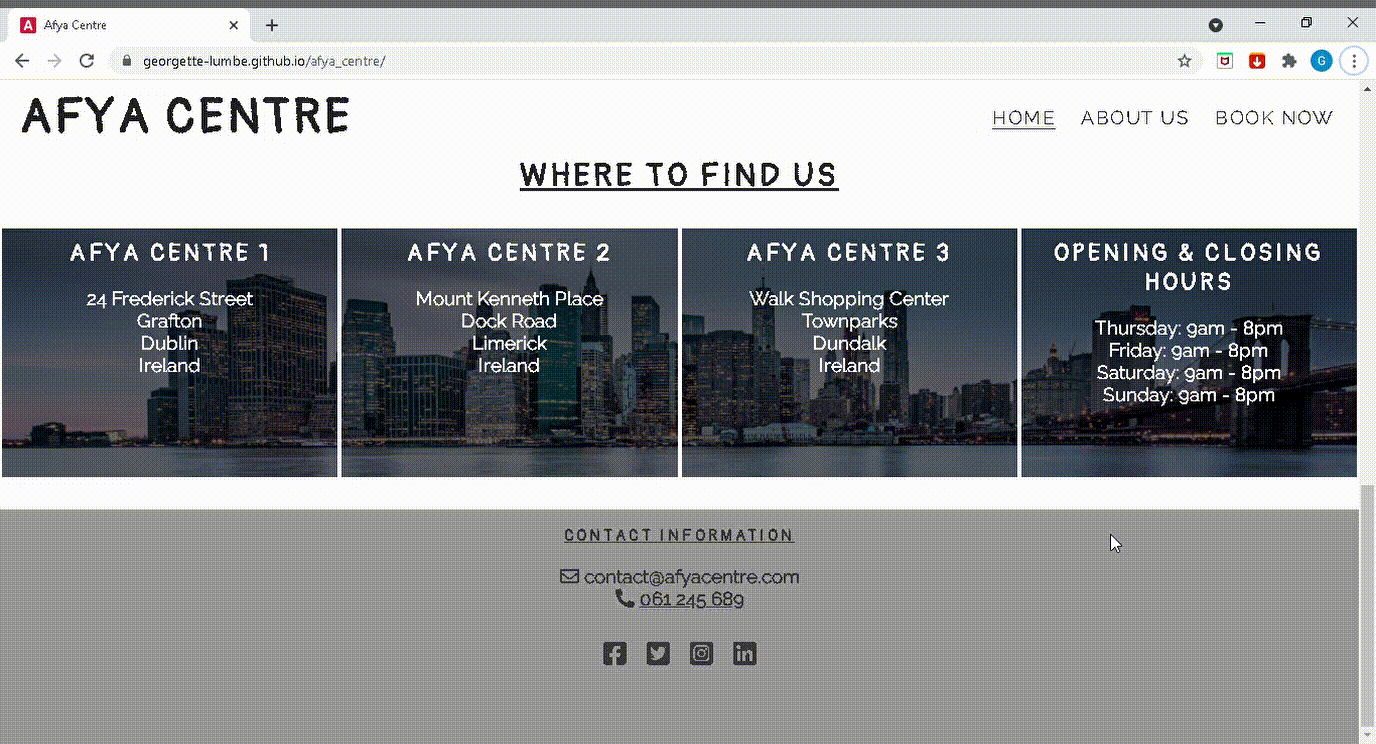 Afya Centre
georgette-lumbe.github.io/afya_centre/
G
AFYA CENTRE
HOME ABOUT US BOOK NOW
WHERE TO FIND US
AFYA CENTRE 1
24 Frederick Street
Grafton
Dublin
Ireland
AFYA CENTRE 2
Mount Kenneth Place
Dock Road
Limerick
Ireland
AFYA CENTRE 3
Walk Shopping Center
Townparks
Dundalk
Ireland
OPENING & CLOSING
HOURS
Thursday: 9am - 8pm
Friday: 9am - 8pm
Saturday: 9am - 8pm
Sunday: 9am - 8pm
CONTACT INFORMATION
contact@afyacentre.com
061 245 689